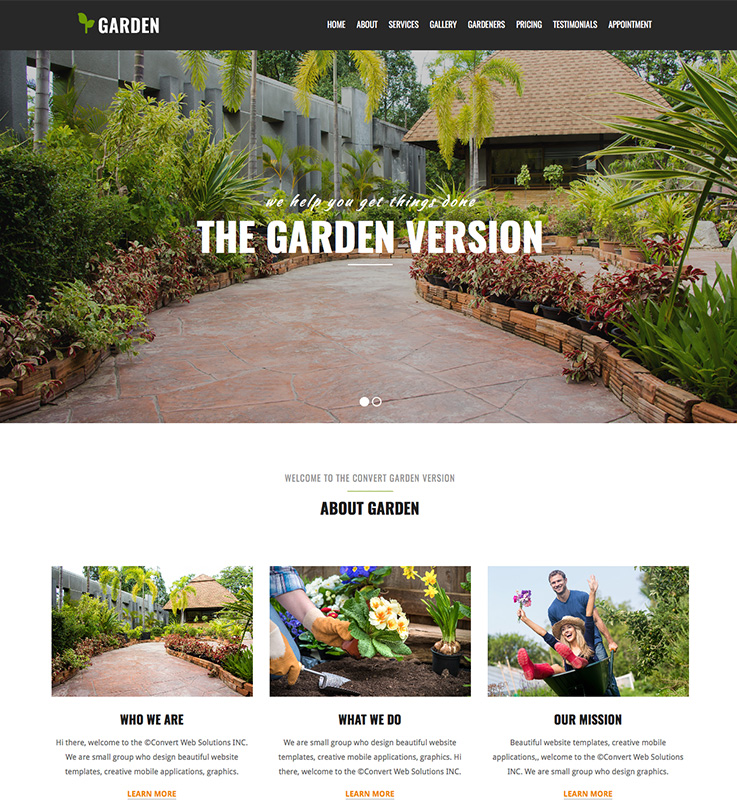 GARDEN
HOME ABOUT SERVICES GALLERY GARDENERS PRICING TESTIMONIALS APPOINTMENT
we help you get things done
THE GARDEN VERSION
WELCOME TO THE CONVERT GARDEN VERSION
ABOUT GARDEN
WHO WE ARE
Hi there, welcome to the ©Convert Web Solutions INC.
We are small group who design beautiful website
templates, creative mobile applications, graphics.
LEARN MORE
WHAT WE DO
We are small group who design beautiful website
templates, creative mobile applications, graphics. Hi
there, welcome to the ©Convert Web Solutions INC.
LEARN MORE
OUR MISSION
Beautiful website templates, creative mobile
applications,, welcome to the ©Convert Web Solutions
INC. We are small group who design graphics.
LEARN MORE